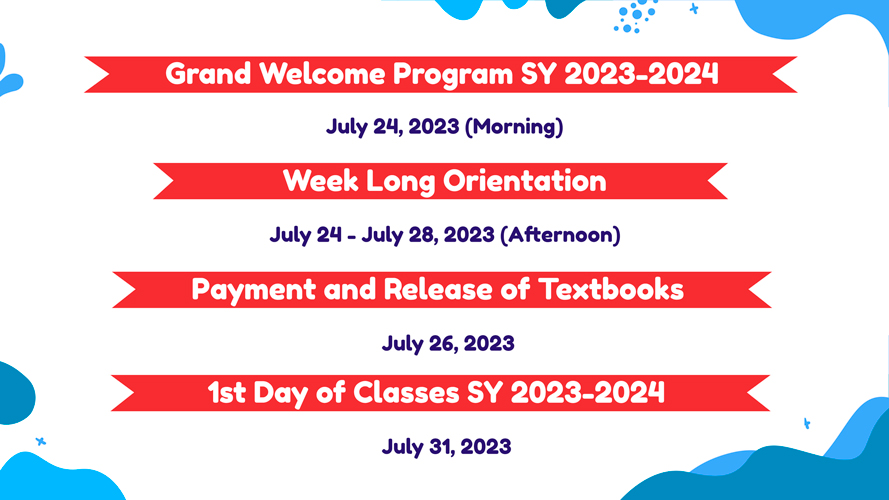 Grand Welcome Program SY 2023-2024
July 24, 2023 (Morning)
Week Long Orientation
July 24 - July 28, 2023 (Afternoon)
Payment and Release of Textbooks
July 26, 2023
1st Day of Classes SY 2023-2024
July 31, 2023